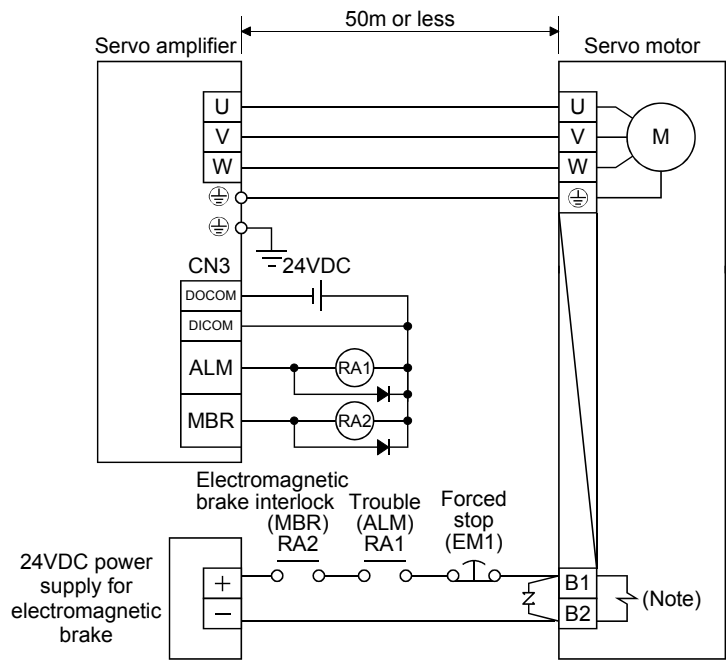 50m or less
Servo amplifier
Servo motor
U
U
V
V
M
W
W
CN3
24VDC
DOCOM
DICOM
ALM
RA1
MBR
RA2
Electromagnetic
brake interlock
(MBR)
RA2
Trouble
(ALM)
RA1
Forced
stop
(EM1)
24VDC power
supply for
electromagnetic
brake
+
−
B1
B2
(Note)